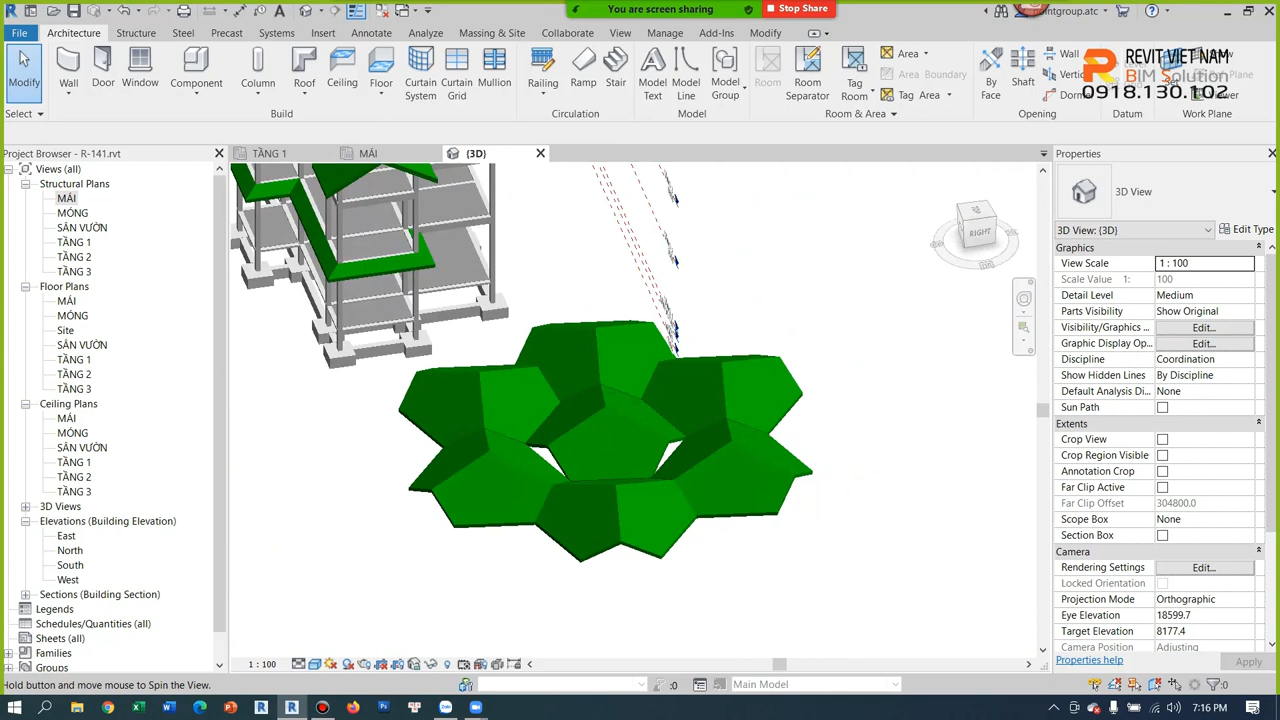 You are screen sharing
Stop Share
mintgroup.atc
File
Architecture
Structure
Steel
Precast
Systems
Insert
Annotate
Analyze
Massing & Site
Collaborate
View
Manage
Add-Ins
Modify
REVIT VIET NAM
BIM Solution
0918.130.102
Modify
Wall
Door
Window
Component
Column
Roof
Ceiling
Floor
Curtain System
Curtain Grid
Mullion
Railing
Ramp
Stair
Model Text
Model Line
Model Group
Room
Room Separator
Tag Room
Area
Area Boundary
Tag Area
By Face
Shaft
Wall
Select
Build
Circulation
Model
Room & Area
Opening
Datum
Work Plane
Project Browser - R-141.rvt
TẦNG 1
MÁI
{3D}
Properties
Views (all)
Structural Plans
MÁI
MÓNG
SÂN VƯỜN
TẦNG 1
TẦNG 2
TẦNG 3
Floor Plans
MÁI
MÓNG
Site
SÂN VƯỜN
TẦNG 1
TẦNG 2
TẦNG 3
Ceiling Plans
MÁI
MÓNG
SÂN VƯỜN
TẦNG 1
TẦNG 2
TẦNG 3
3D Views
Elevations (Building Elevation)
East
North
South
West
Sections (Building Section)
Legends
Schedules/Quantities (all)
Sheets (all)
Families
Groups
RIGHT
3D View
3D View: {3D}
Edit Type
Graphics
View Scale 1 : 100
Scale Value 1: 100
Detail Level Medium
Parts Visibility Show Original
Visibility/Graphics ... Edit...
Graphic Display Op... Edit...
Discipline Coordination
Show Hidden Lines By Discipline
Default Analysis Di... None
Sun Path
Extents
Crop View
Crop Region Visible
Annotation Crop
Far Clip Active
Far Clip Offset 304800.0
Scope Box None
Section Box
Camera
Rendering Settings Edit...
Locked Orientation
Projection Mode Orthographic
Eye Elevation 18599.7
Target Elevation 8177.4
Camera Position Adjusting
Properties help
Apply
1 : 100
Hold button and move mouse to Spin the View.
:0
Main Model
:0
7:16 PM